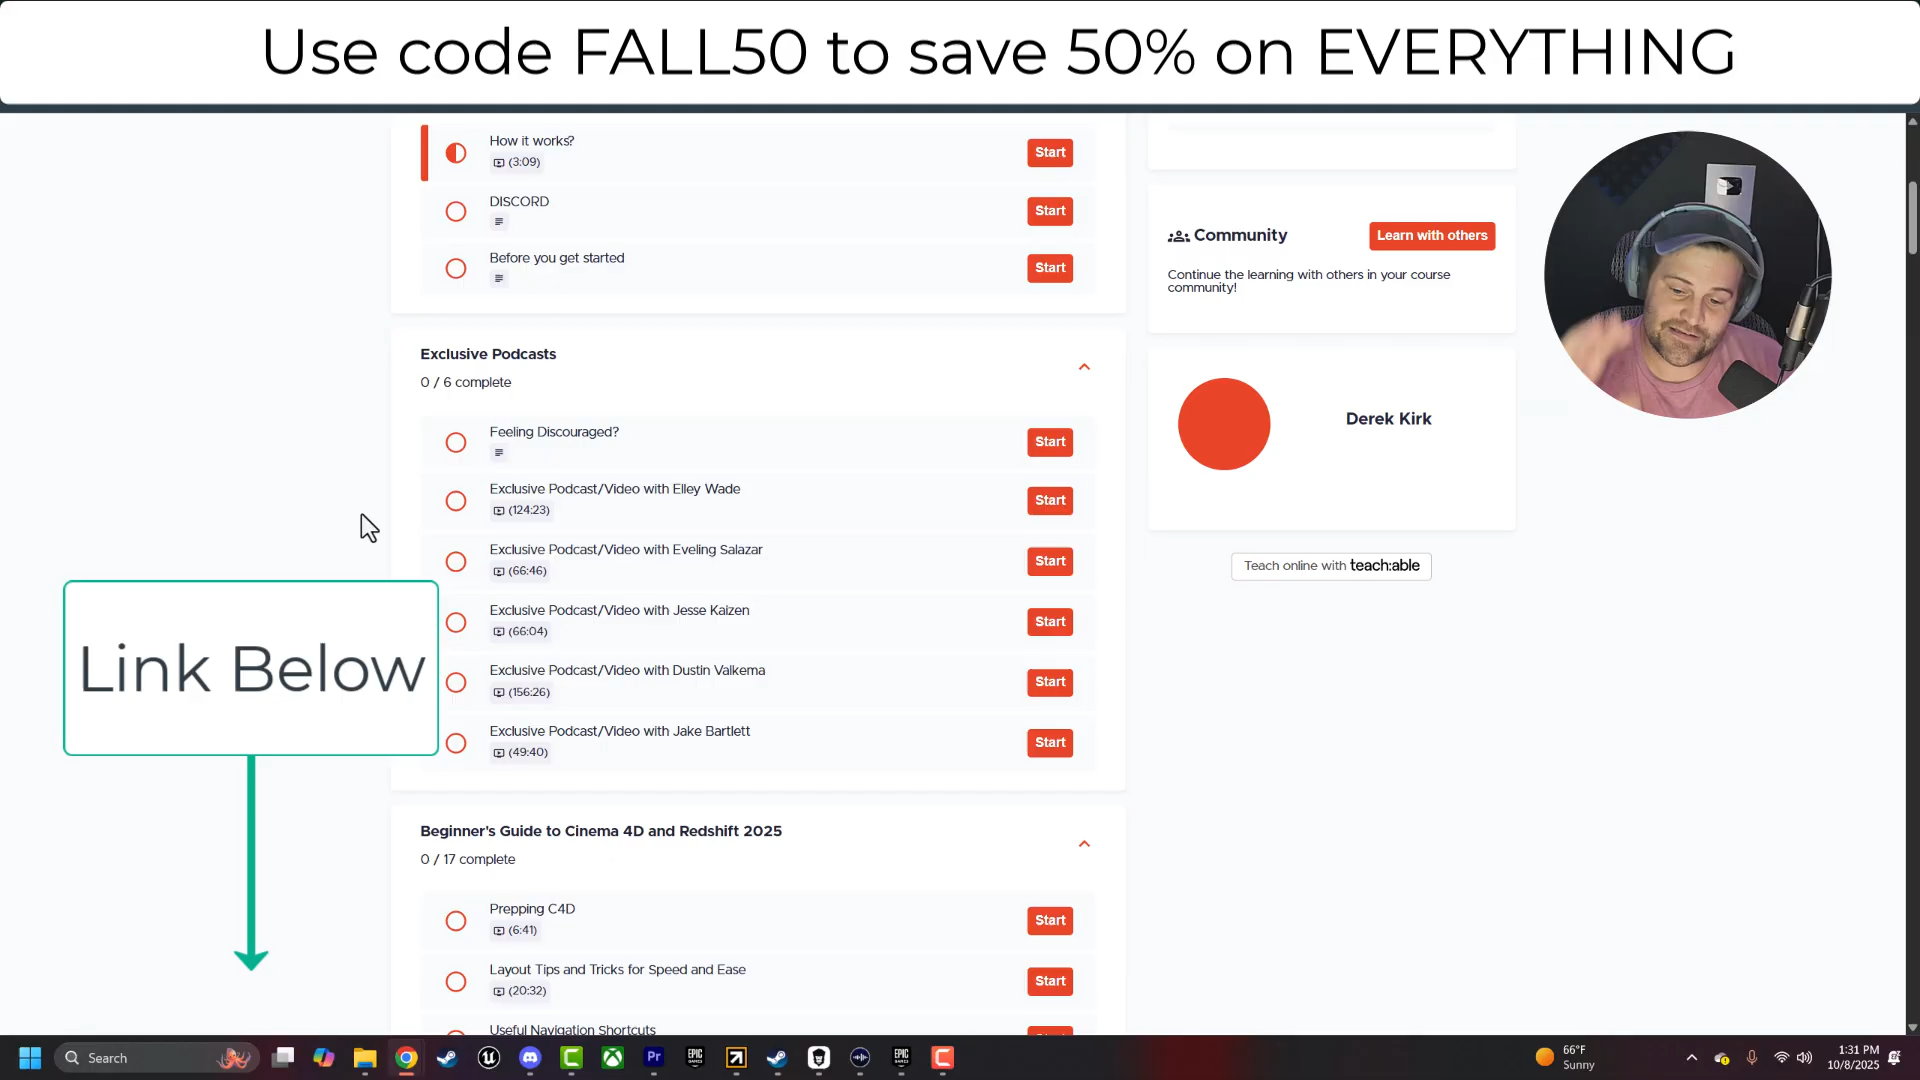 Use code FALL50 to save 50% on EVERYTHING
How it works?
(3:09)
Start
DISCORD
Start
Before you get started
Start
Exclusive Podcasts
0 / 6 complete
Feeling Discouraged?
Start
Exclusive Podcast/Video with Elley Wade
(124:23)
Start
Exclusive Podcast/Video with Eveling Salazar
(66:46)
Start
Exclusive Podcast/Video with Jesse Kaizen
(66:04)
Start
Exclusive Podcast/Video with Dustin Valkema
(156:26)
Start
Exclusive Podcast/Video with Jake Bartlett
(49:40)
Start
Beginner's Guide to Cinema 4D and Redshift 2025
0 / 17 complete
Prepping C4D
(6:41)
Start
Layout Tips and Tricks for Speed and Ease
(20:32)
Start
Useful Navigation Shortcuts
Community
Learn with others
Continue the learning with others in your course
community!
Derek Kirk
Teach online with teach:able
Link Below
Search
Pr
EPIC
GAMES
EPIC
GAMES
66°F
Sunny
1:31 PM
10/8/2025